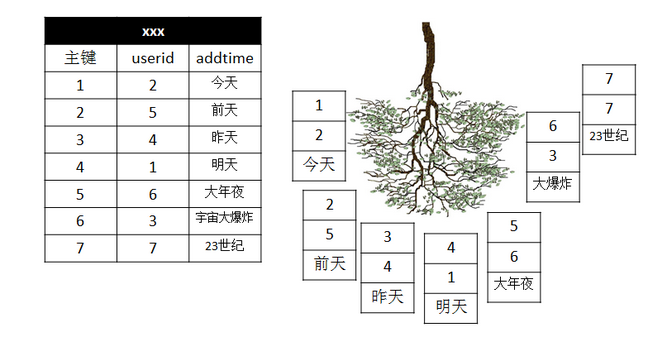 xxx
主键 userid addtime
1 2 今天
2 5 前天
3 4 昨天
4 1 明天
5 6 大年夜
6 3 宇宙大爆炸
7 7 23世纪
1
2
今天
2
5
前天
3
4
昨天
4
1
明天
5
6
大年夜
6
3
大爆炸
7
7
23世纪